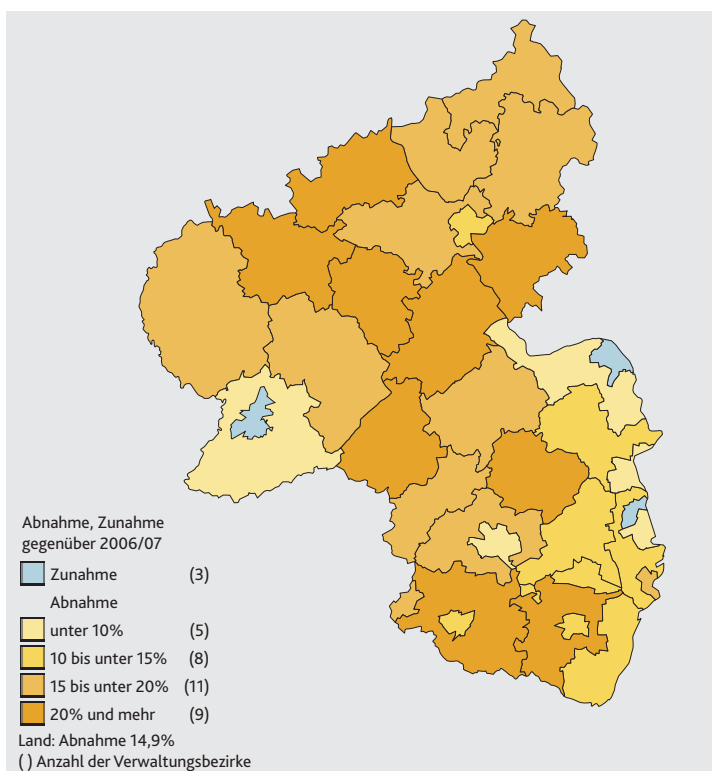 Abnahme, Zunahme
gegenüber 2006/07
Zunahme (3)
Abnahme
unter 10% (5)
10 bis unter 15% (8)
15 bis unter 20% (11)
20% und mehr (9)
Land: Abnahme 14,9%
( ) Anzahl der Verwaltungsbezirke